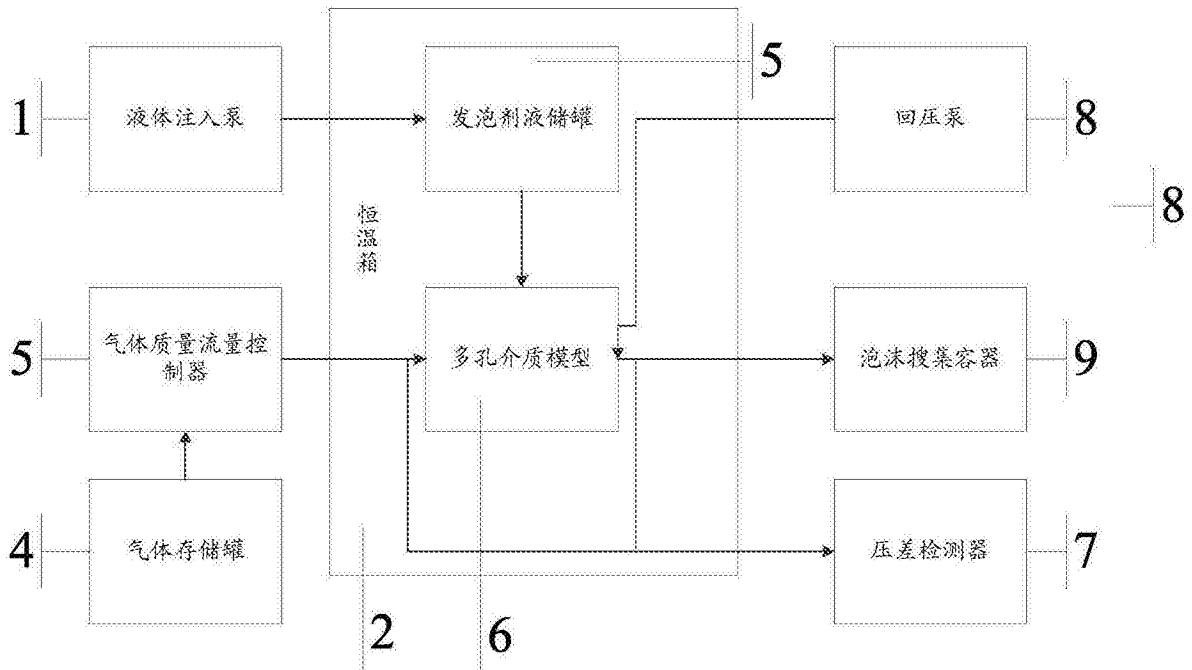 1
液体注入泵
发泡剂液储罐
5
回压泵
8
8
恒温箱
5
气体质量流量控
制器
多孔介质模型
泡沫搜集容器
9
4
气体存储罐
压差检测器
7
2
6